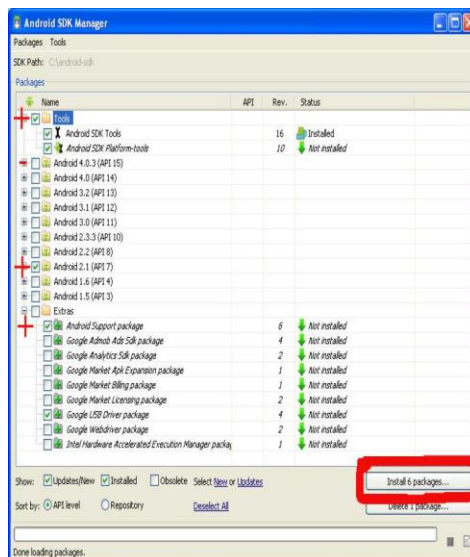 Android SDK Manager
Packages Tools
SDK Path: C:\android-sdk
Packages
Name API Rev. Status
Tools
Android SDK Tools 16 Installed
Android SDK Platform-tools 10 Not installed
Android 4.0.3 (API 15)
Android 4.0 (API 14)
Android 3.2 (API 13)
Android 3.1 (API 12)
Android 3.0 (API 11)
Android 2.3.3 (API 10)
Android 2.2 (API 8)
Android 2.1 (API 7)
Android 1.6 (API 4)
Android 1.5 (API 3)
Extras
Android Support package 6 Not installed
Google Admob Ads Sdk package 4 Not installed
Google Analytics Sdk package 2 Not installed
Google Market Apk Expansion package 1 Not installed
Google Market Billing package 1 Not installed
Google Market Licensing package 2 Not installed
Google USB Driver package 4 Not installed
Google Webdriver package 2 Not installed
Intel Hardware Accelerated Execution Manager packag 1 Not installed
Show: Updates/New Installed Obsolete Select New or Updates Install 6 packages...
Sort by: API level Repository Deselect All Delete 1 package...
Done loading packages.